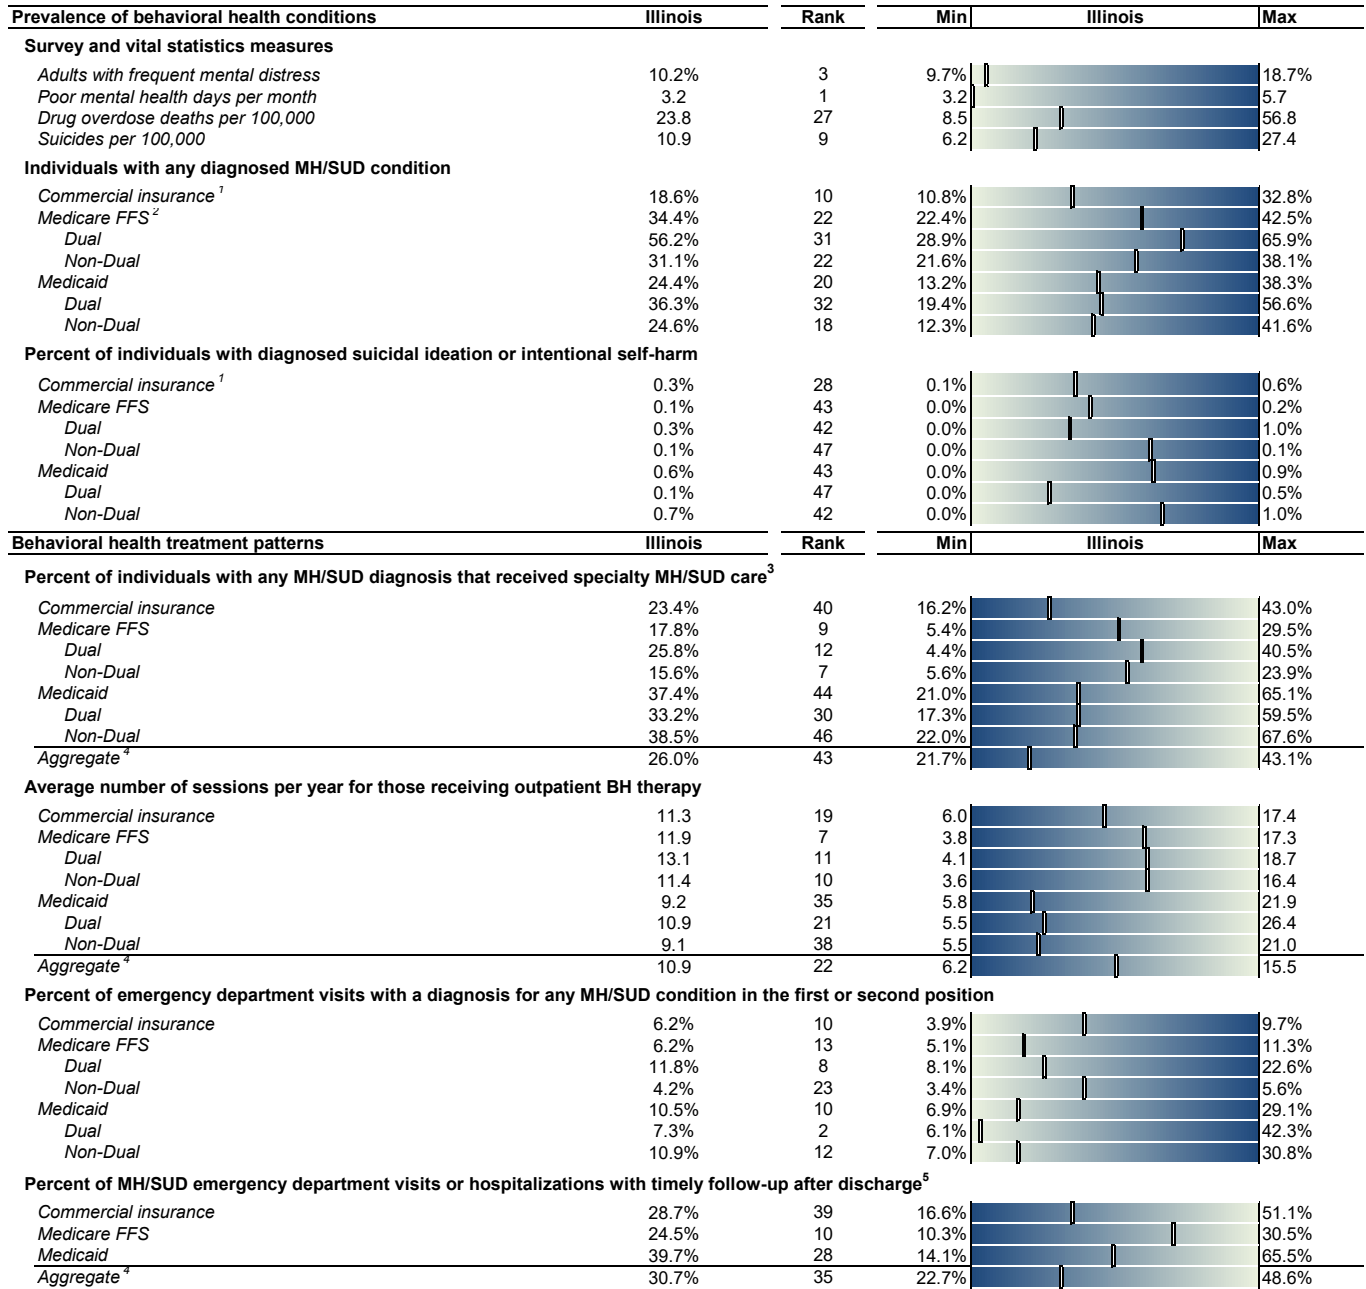 Prevalence of behavioral health conditions Illinois Rank Min Illinois Max
Survey and vital statistics measures
Adults with frequent mental distress 10.2% 3 9.7% 18.7%
Poor mental health days per month 3.2 1 3.2 5.7
Drug overdose deaths per 100,000 23.8 27 8.5 56.8
Suicides per 100,000 10.9 9 6.2 27.4
Individuals with any diagnosed MH/SUD condition
Commercial insurance 1 18.6% 10 10.8% 32.8%
Medicare FFS 2 34.4% 22 22.4% 42.5%
Dual 56.2% 31 28.9% 65.9%
Non-Dual 31.1% 22 21.6% 38.1%
Medicaid 24.4% 20 13.2% 38.3%
Dual 36.3% 32 19.4% 56.6%
Non-Dual 24.6% 18 12.3% 41.6%
Percent of individuals with diagnosed suicidal ideation or intentional self-harm
Commercial insurance 1 0.3% 28 0.1% 0.6%
Medicare FFS 0.1% 43 0.0% 0.2%
Dual 0.3% 42 0.0% 1.0%
Non-Dual 0.1% 47 0.0% 0.1%
Medicaid 0.6% 43 0.0% 0.9%
Dual 0.1% 47 0.0% 0.5%
Non-Dual 0.7% 42 0.0% 1.0%
Behavioral health treatment patterns Illinois Rank Min Illinois Max
Percent of individuals with any MH/SUD diagnosis that received specialty MH/SUD care3
Commercial insurance 23.4% 40 16.2% 43.0%
Medicare FFS 17.8% 9 5.4% 29.5%
Dual 25.8% 12 4.4% 40.5%
Non-Dual 15.6% 7 5.6% 23.9%
Medicaid 37.4% 44 21.0% 65.1%
Dual 33.2% 30 17.3% 59.5%
Non-Dual 38.5% 46 22.0% 67.6%
Aggregate 4 26.0% 43 21.7% 43.1%
Average number of sessions per year for those receiving outpatient BH therapy
Commercial insurance 11.3 19 6.0 17.4
Medicare FFS 11.9 7 3.8 17.3
Dual 13.1 11 4.1 18.7
Non-Dual 11.4 10 3.6 16.4
Medicaid 9.2 35 5.8 21.9
Dual 10.9 21 5.5 26.4
Non-Dual 9.1 38 5.5 21.0
Aggregate 4 10.9 22 6.2 15.5
Percent of emergency department visits with a diagnosis for any MH/SUD condition in the first or second position
Commercial insurance 6.2% 10 3.9% 9.7%
Medicare FFS 6.2% 13 5.1% 11.3%
Dual 11.8% 8 8.1% 22.6%
Non-Dual 4.2% 23 3.4% 5.6%
Medicaid 10.5% 10 6.9% 29.1%
Dual 7.3% 2 6.1% 42.3%
Non-Dual 10.9% 12 7.0% 30.8%
Percent of MH/SUD emergency department visits or hospitalizations with timely follow-up after discharge5
Commercial insurance 28.7% 39 16.6% 51.1%
Medicare FFS 24.5% 10 10.3% 30.5%
Medicaid 39.7% 28 14.1% 65.5%
Aggregate 4 30.7% 35 22.7% 48.6%